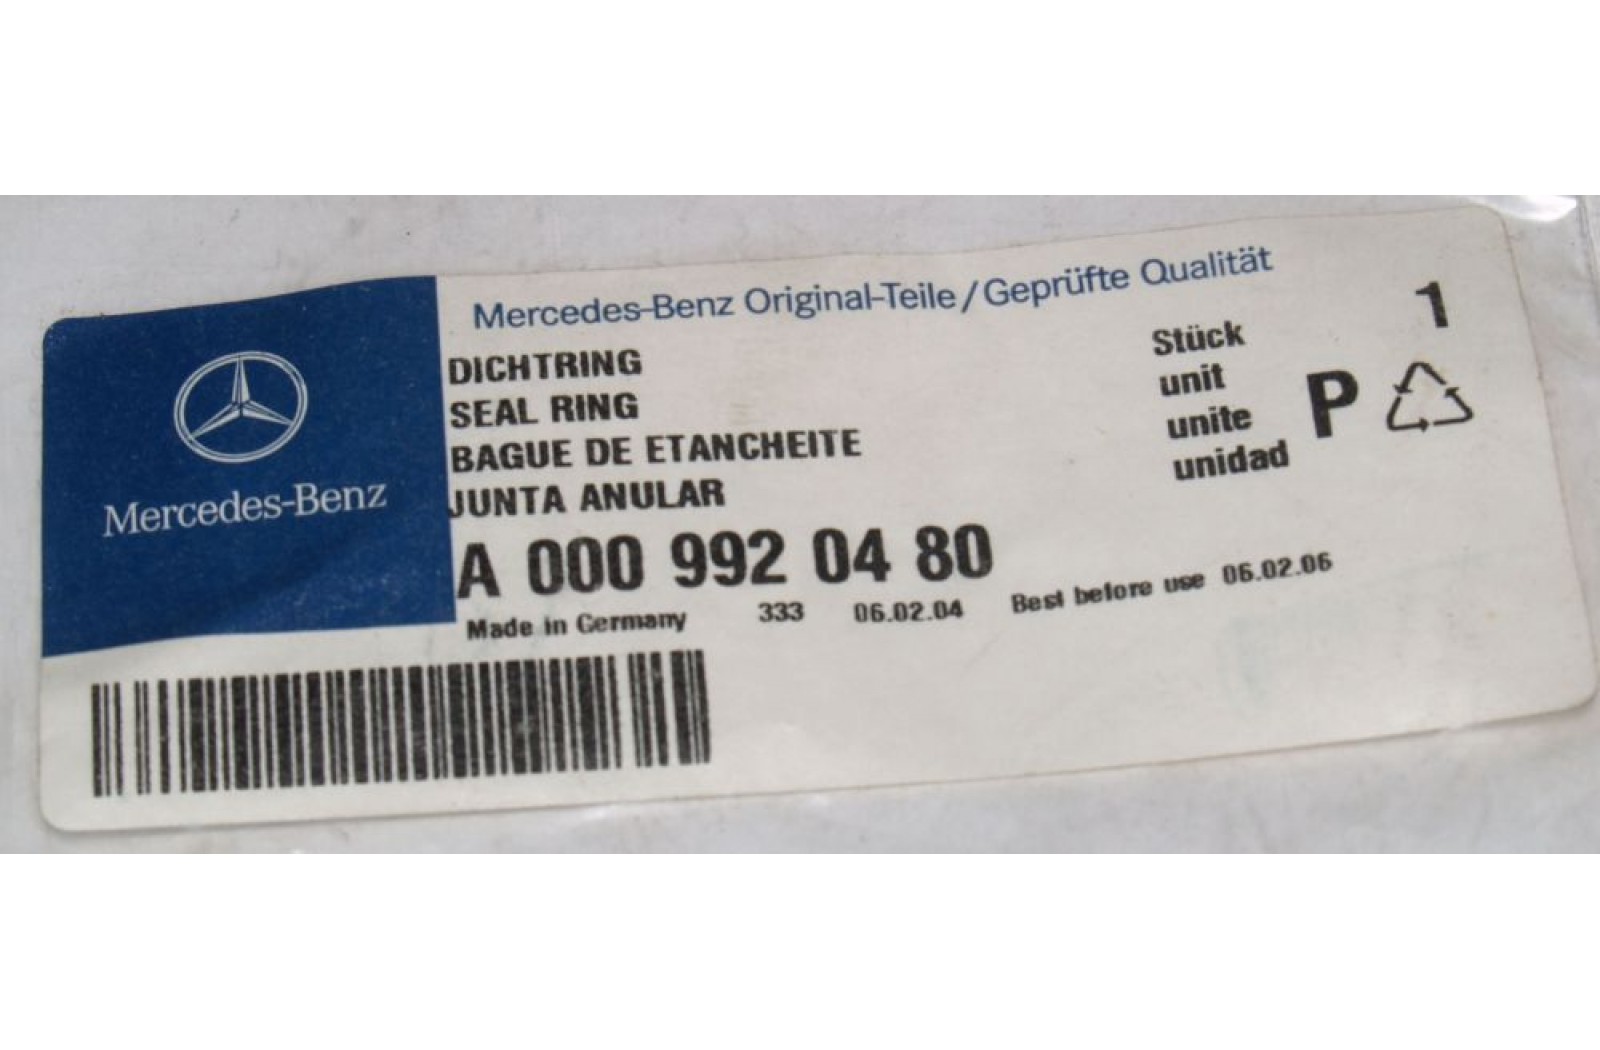 Mercedes-Benz Original-Teile/Geprüfte Qualität
Mercedes-Benz
DICHTRING
SEAL RING
BAGUE DE ETANCHEITE
JUNTA ANULAR
Stück 1
unit
unite
unidad
P
A 000 992 04 80
Made in Germany 333 06.02.04 Best before use 06.02.06